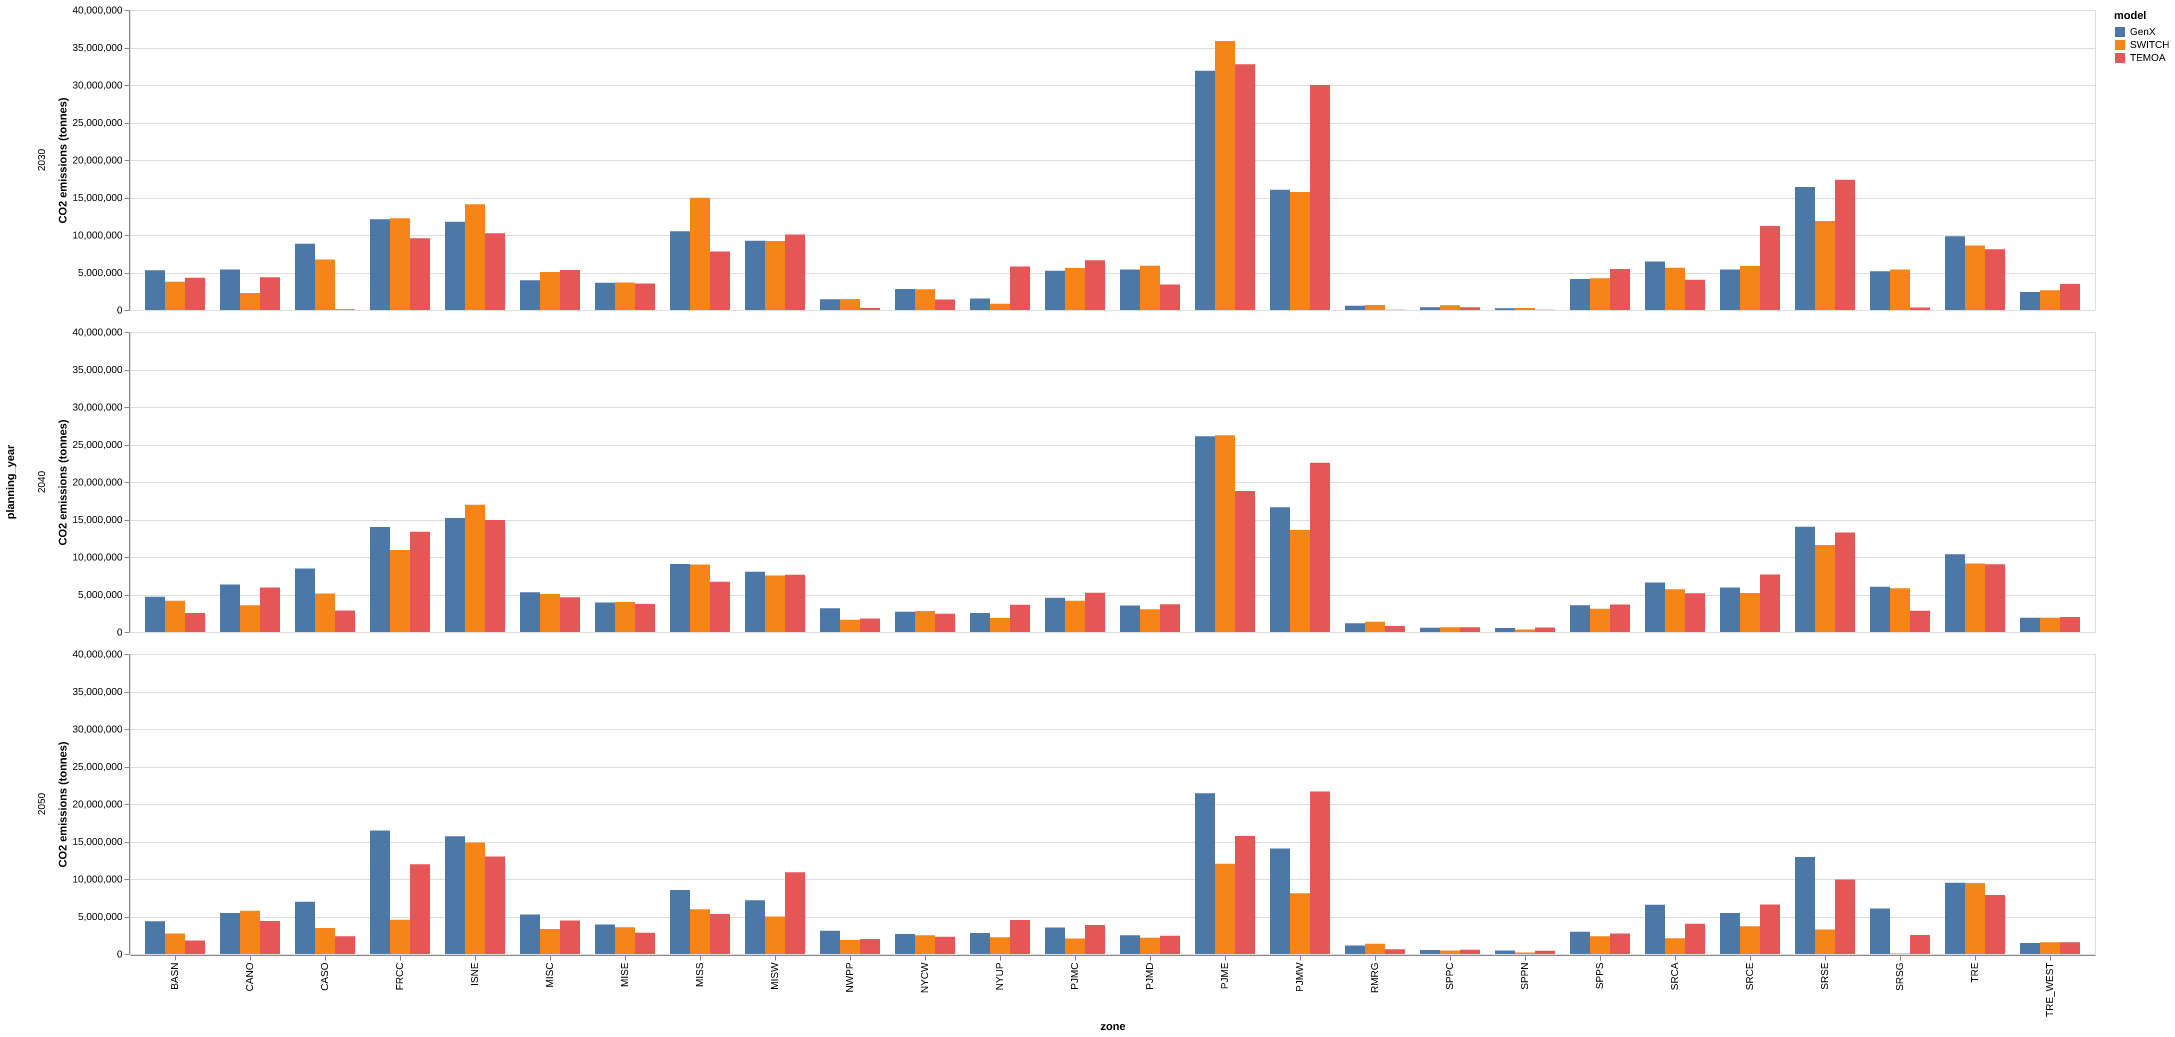 model
GenX
SWITCH
TEMOA
planning_year
2030
CO2 emissions (tonnes)
40,000,000
35,000,000
30,000,000
25,000,000
20,000,000
15,000,000
10,000,000
5,000,000
0
2040
CO2 emissions (tonnes)
40,000,000
35,000,000
30,000,000
25,000,000
20,000,000
15,000,000
10,000,000
5,000,000
0
2050
CO2 emissions (tonnes)
40,000,000
35,000,000
30,000,000
25,000,000
20,000,000
15,000,000
10,000,000
5,000,000
0
BASN
CANO
CASO
FRCC
ISNE
MISC
MISE
MISS
MISW
NWPP
NYCW
NYUP
PJMC
PJMD
PJME
PJMW
RMRG
SPPC
SPPN
SPPS
SRCA
SRCE
SRSE
SRSG
TRE
TRE_WEST
zone